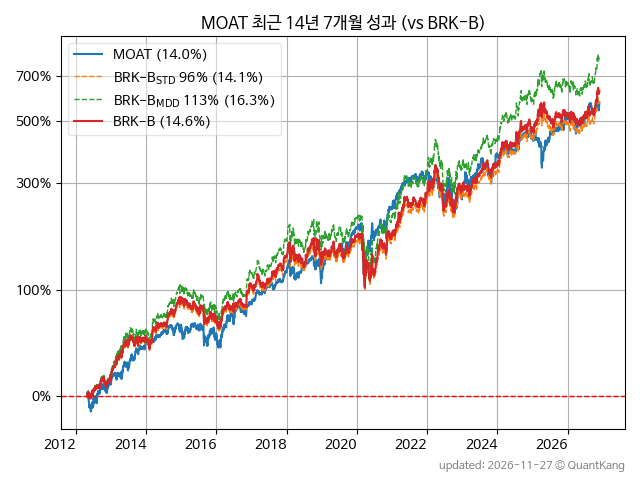 MOAT 최근 14년 7개월 성과 (vs BRK-B)
MOAT (14.0%)
BRK-B_STD 96% (14.1%)
BRK-B_MDD 113% (16.3%)
BRK-B (14.6%)
700%
500%
300%
100%
0%
2012 2014 2016 2018 2020 2022 2024 2026
updated: 2026-11-27 © QuantKang